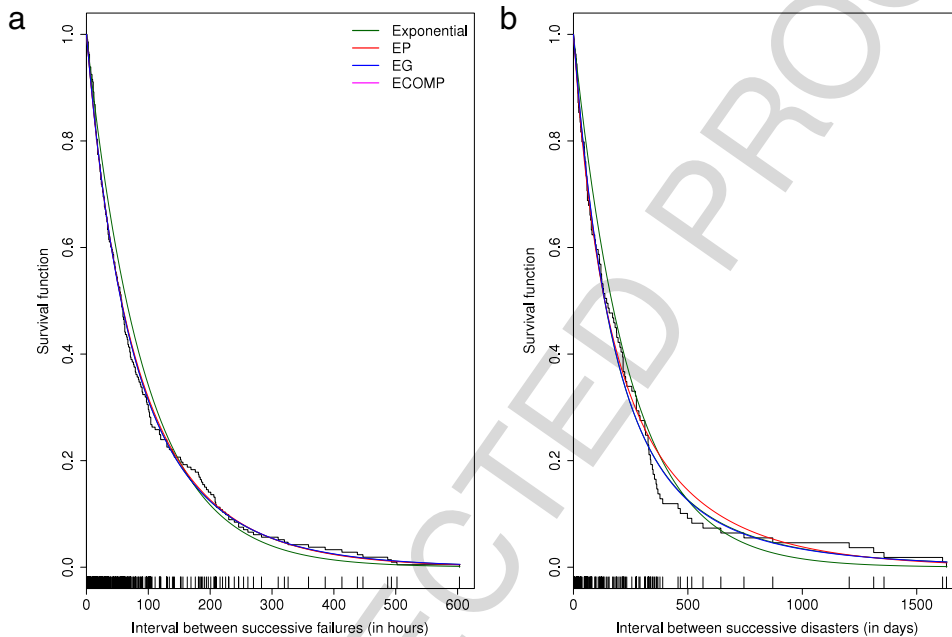 a
Exponential
EP
EG
ECOMP
Survival function
1.0
0.8
0.6
0.4
0.2
0.0
0 100 200 300 400 500 600
Interval between successive failures (in hours)
b
Survival function
1.0
0.8
0.6
0.4
0.2
0.0
0 500 1000 1500
Interval between successive disasters (in days)
ECTED PROO